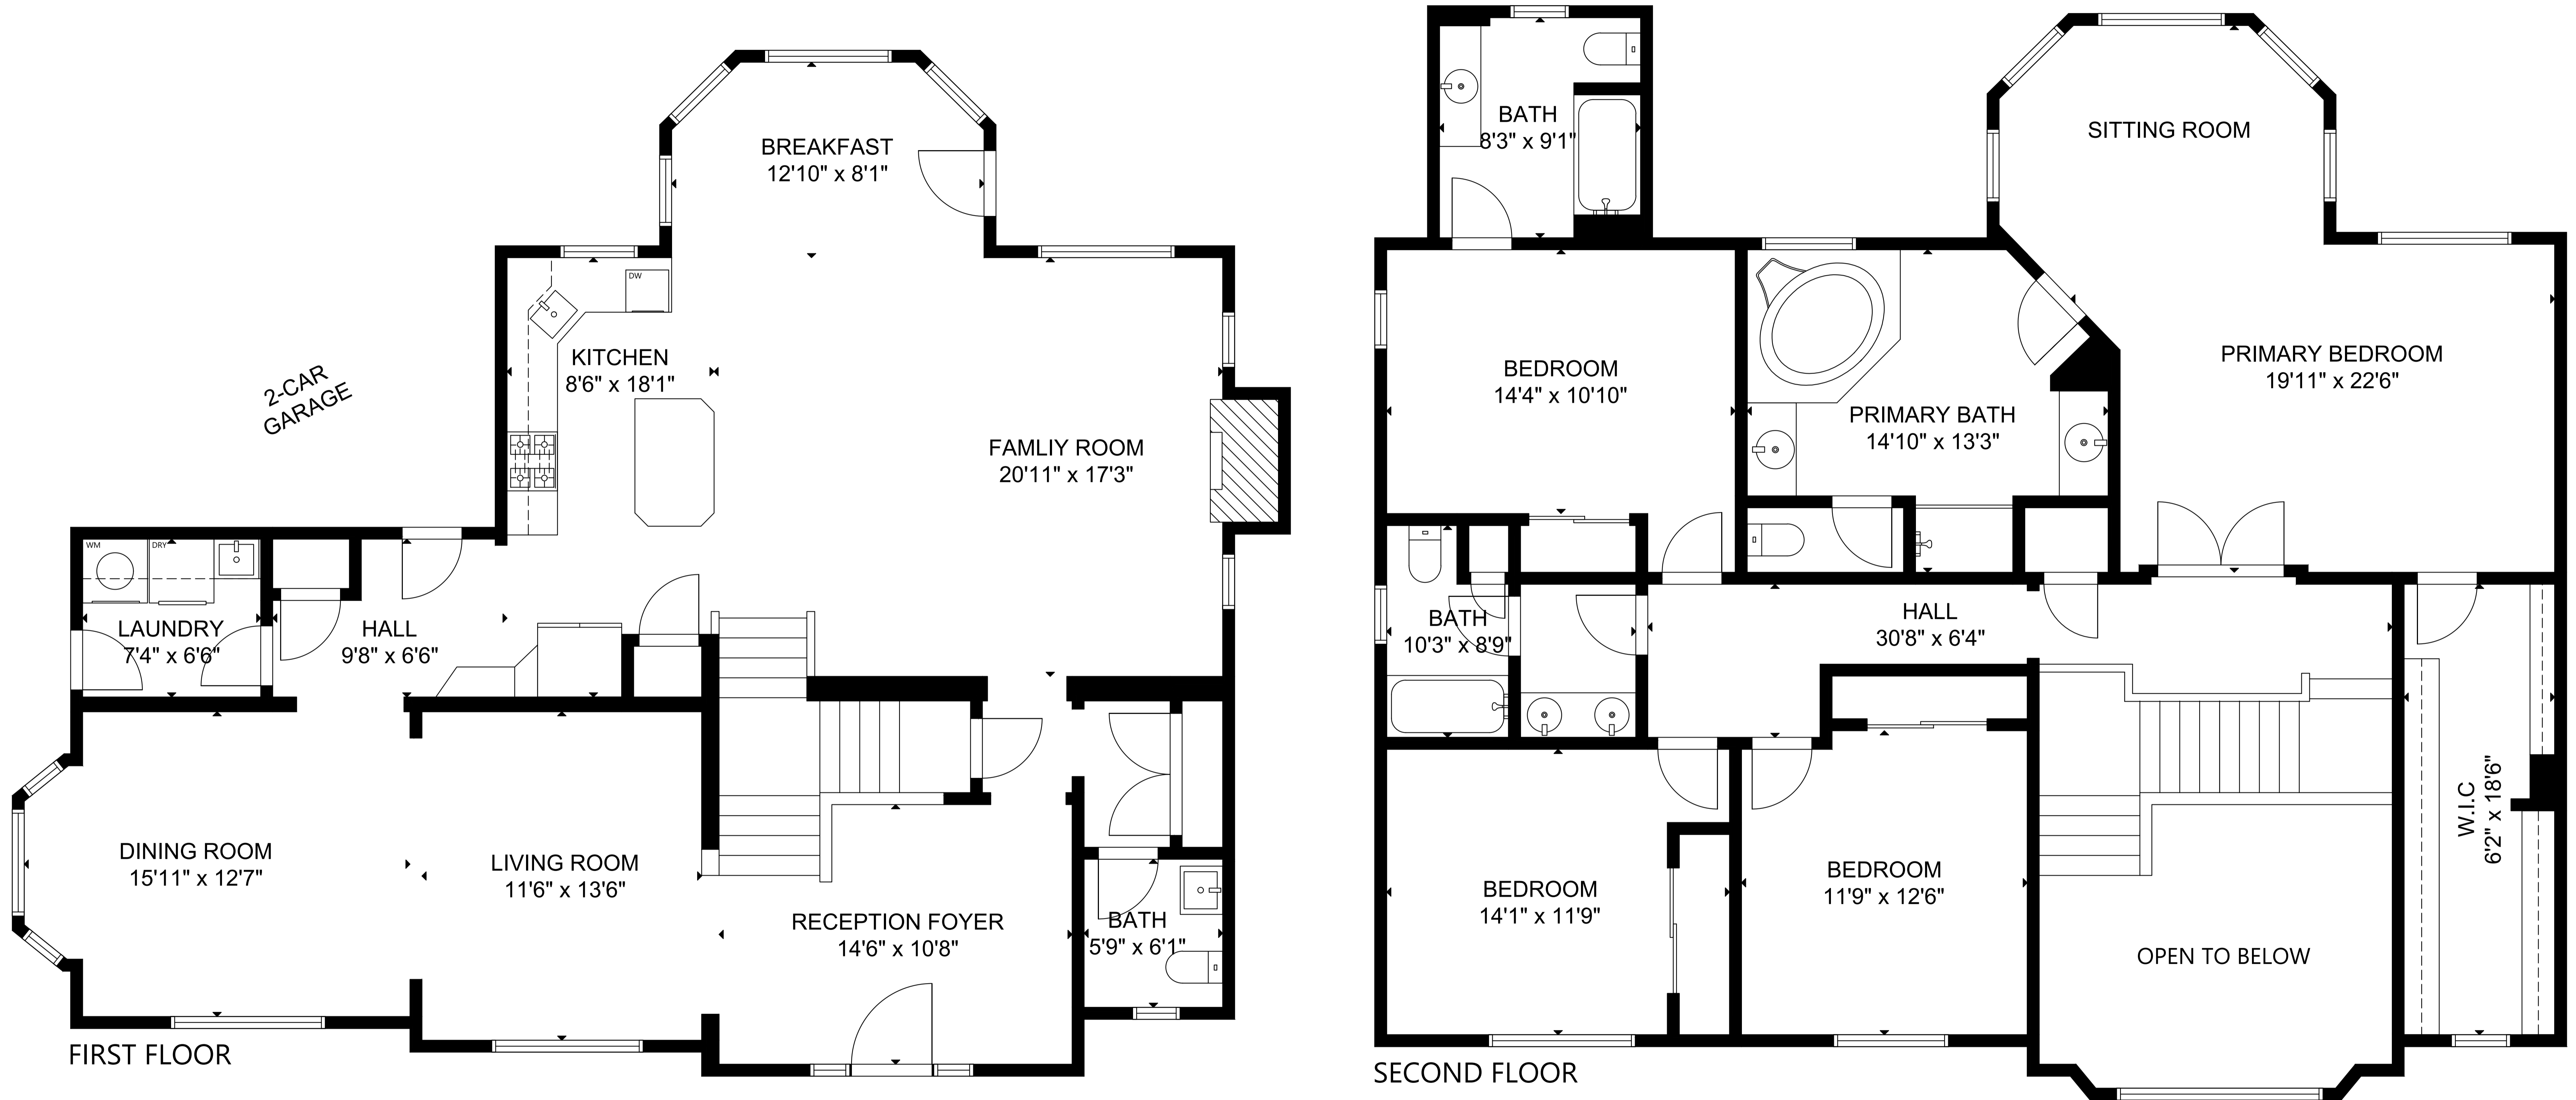 BREAKFAST
12'10" x 8'1"
DW
KITCHEN
8'6" x 18'1"
2-CAR
GARAGE
FAMLIY ROOM
20'11" x 17'3"
WM
DRY
LAUNDRY
7'4" x 6'6"
HALL
9'8" x 6'6"
DINING ROOM
15'11" x 12'7"
LIVING ROOM
11'6" x 13'6"
RECEPTION FOYER
14'6" x 10'8"
BATH
5'9" x 6'1"
FIRST FLOOR
BATH
8'3" x 9'1"
SITTING ROOM
BEDROOM
14'4" x 10'10"
PRIMARY BATH
14'10" x 13'3"
PRIMARY BEDROOM
19'11" x 22'6"
BATH
10'3" x 8'9"
HALL
30'8" x 6'4"
W.I.C
6'2" x 18'6"
BEDROOM
14'1" x 11'9"
BEDROOM
11'9" x 12'6"
OPEN TO BELOW
SECOND FLOOR